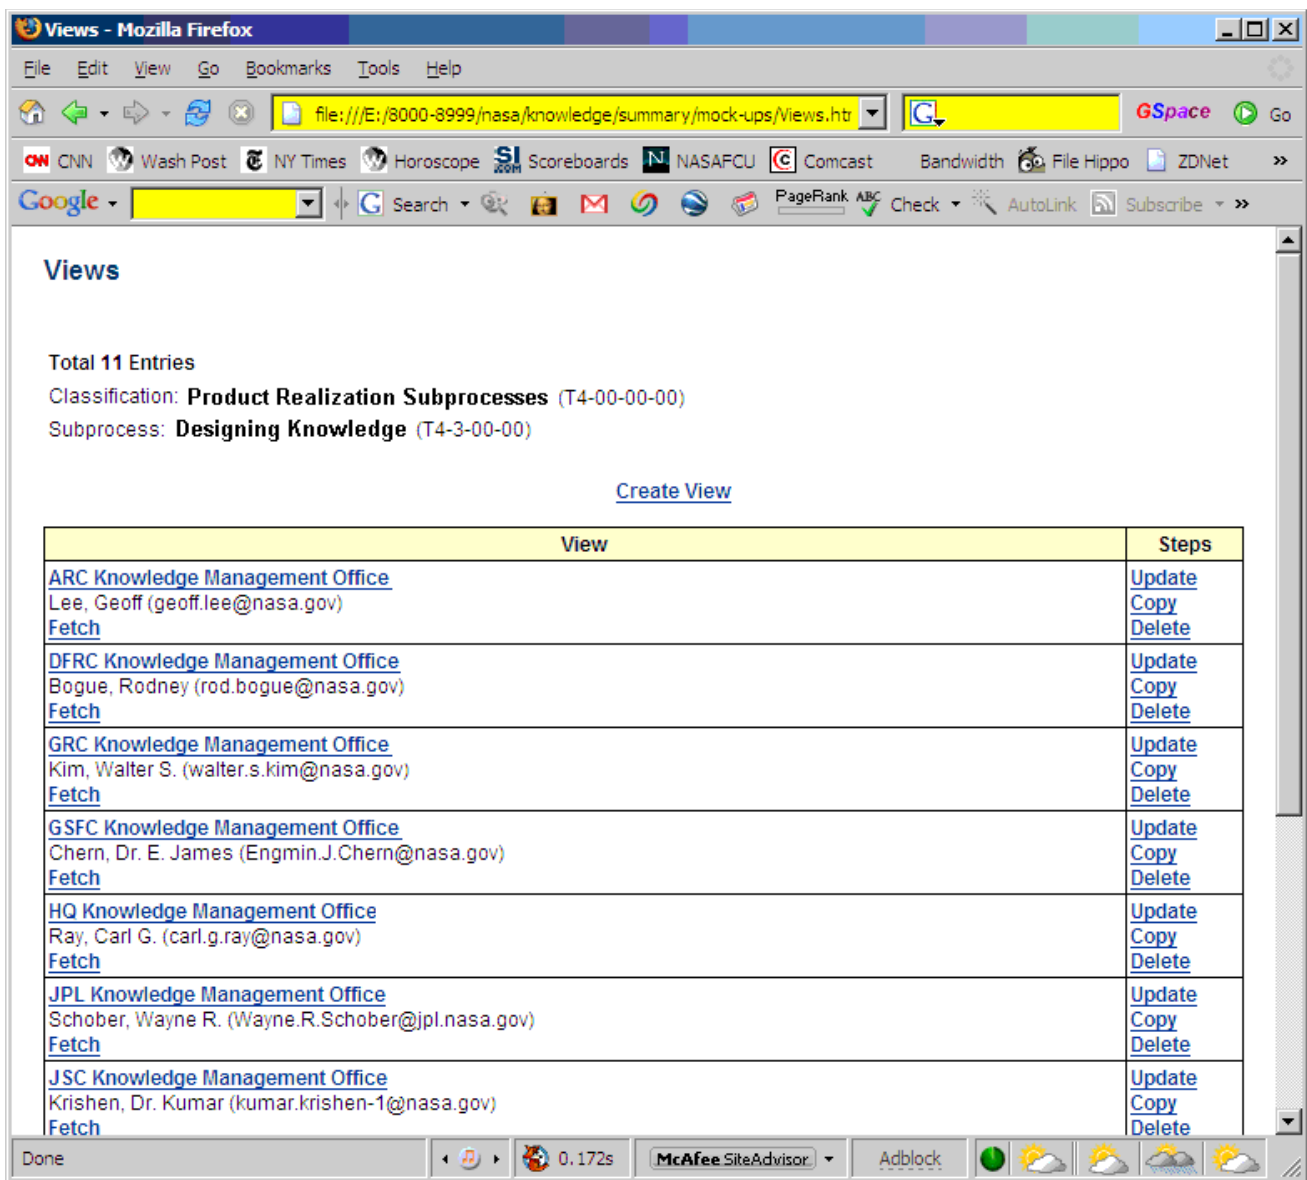 Views - Mozilla Firefox
File Edit View Go Bookmarks Tools Help
file:///E:/8000-8999/nasa/knowledge/summary/mock-ups/Views.htr G GSpace Go
CNN CNN Wash Post NY Times Horoscope SI.COM Scoreboards N NASAFCU C Comcast Bandwidth File Hippo ZDNet »
Google G Search PageRank ABC Check AutoLink Subscribe »
Views
Total 11 Entries
Classification: Product Realization Subprocesses (T4-00-00-00)
Subprocess: Designing Knowledge (T4-3-00-00)
Create View
View Steps
ARC Knowledge Management Office Update
Lee, Geoff (geoff.lee@nasa.gov) Copy
Fetch Delete
DFRC Knowledge Management Office Update
Bogue, Rodney (rod.bogue@nasa.gov) Copy
Fetch Delete
GRC Knowledge Management Office Update
Kim, Walter S. (walter.s.kim@nasa.gov) Copy
Fetch Delete
GSFC Knowledge Management Office Update
Chern, Dr. E. James (Engmin.J.Chern@nasa.gov) Copy
Fetch Delete
HQ Knowledge Management Office Update
Ray, Carl G. (carl.g.ray@nasa.gov) Copy
Fetch Delete
JPL Knowledge Management Office Update
Schober, Wayne R. (Wayne.R.Schober@jpl.nasa.gov) Copy
Fetch Delete
JSC Knowledge Management Office Update
Krishen, Dr. Kumar (kumar.krishen-1@nasa.gov) Copy
Fetch Delete
Done 0.172s McAfee SiteAdvisor Adblock